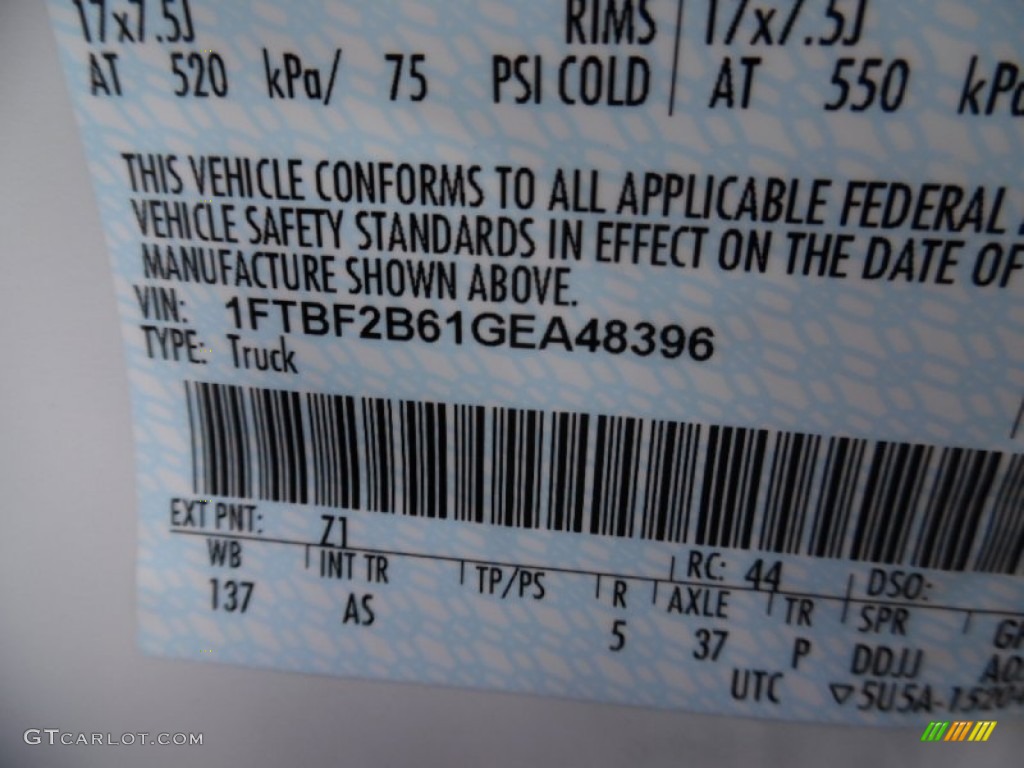 17x7.5J RIMS 17x7.5J
AT 520 kPa/ 75 PSI COLD AT 550 kPa
THIS VEHICLE CONFORMS TO ALL APPLICABLE FEDERAL
VEHICLE SAFETY STANDARDS IN EFFECT ON THE DATE OF
MANUFACTURE SHOWN ABOVE.
VIN: 1FTBF2B61GEA48396
TYPE: Truck
EXT PNT: Z1 RC: 44 DSO:
WB INT TR TP/PS R AXLE TR SPR
137 AS 5 37 P DDJJ
UTC ▽5U5A-1520
GTCARLOT.COM